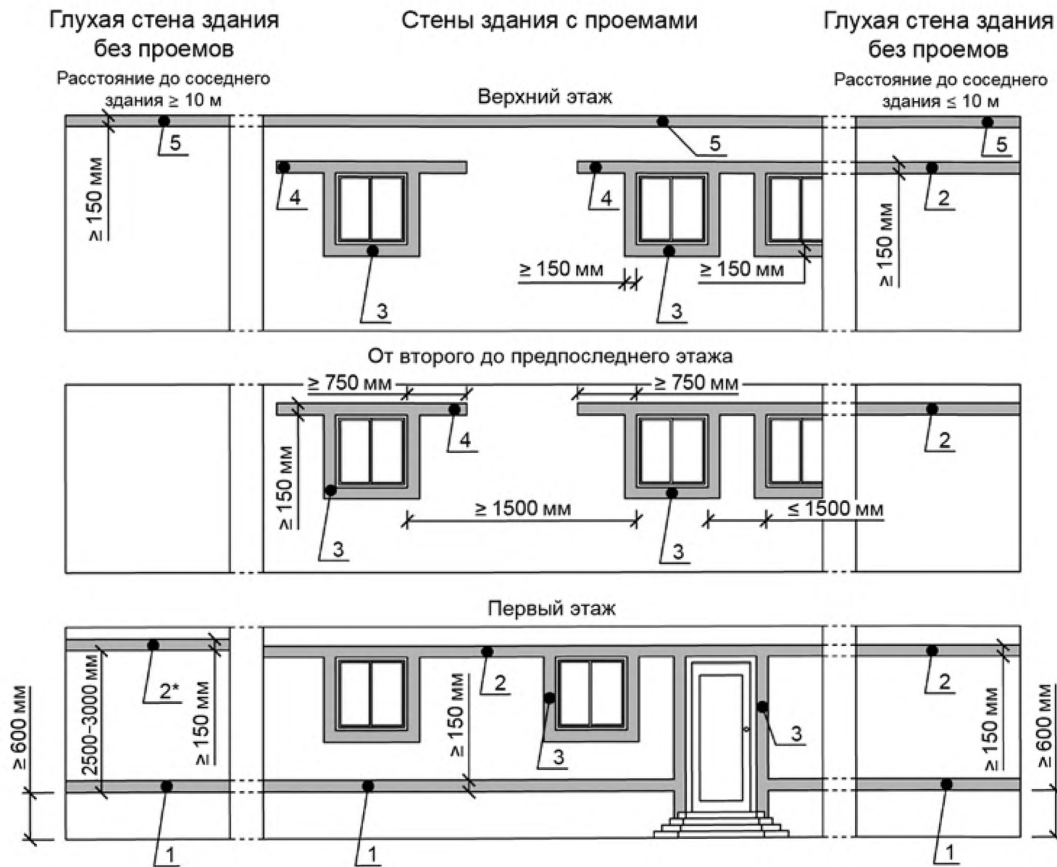 Глухая стена здания
без проемов
Расстояние до соседнего
здания ≥ 10 м
Стены здания с проемами
Глухая стена здания
без проемов
Расстояние до соседнего
здания ≤ 10 м
Верхний этаж
5
5
5
≥ 150 мм
4
4
2
≥ 150 мм
≥ 150 мм
≥ 150 мм
3
3
От второго до предпоследнего этажа
≥ 750 мм
≥ 750 мм
4
2
≥ 150 мм
≥ 1500 мм
≤ 1500 мм
3
3
Первый этаж
2*
2
2
≥ 600 мм
2500–3000 мм
≥ 150 мм
≥ 150 мм
3
3
≥ 150 мм
≥ 600 мм
1
1
1